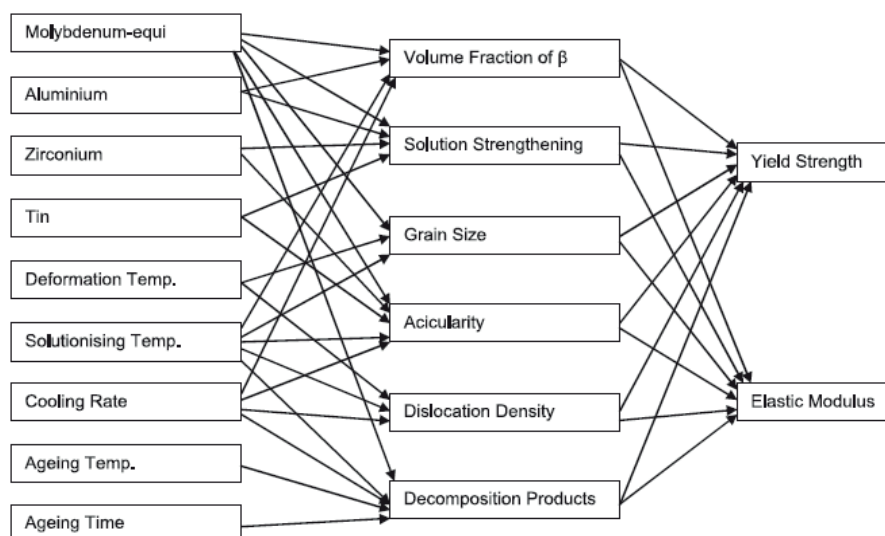 Molybdenum-equi
Aluminium
Zirconium
Tin
Deformation Temp.
Solutionising Temp.
Cooling Rate
Ageing Temp.
Ageing Time
Volume Fraction of β
Solution Strengthening
Grain Size
Acicularity
Dislocation Density
Decomposition Products
Yield Strength
Elastic Modulus